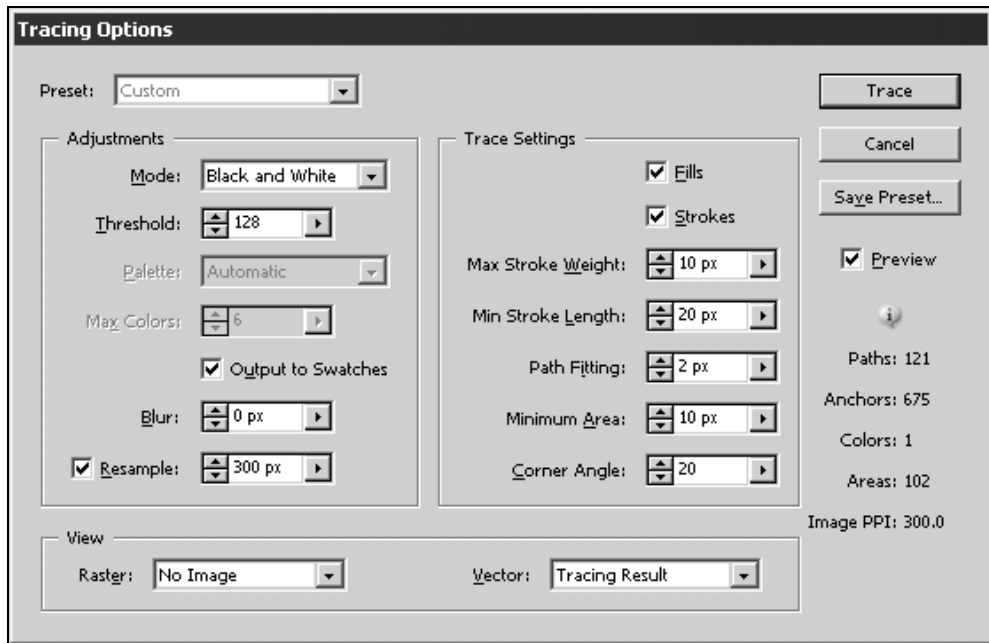 Tracing Options
Preset: Custom
Trace
Cancel
Save Preset...
Preview
Paths: 121
Anchors: 675
Colors: 1
Areas: 102
Image PPI: 300.0
Adjustments
Mode: Black and White
Threshold: 128
Palette: Automatic
Max Colors: 6
Output to Swatches
Blur: 0 px
Resample: 300 px
Trace Settings
Fills
Strokes
Max Stroke Weight: 10 px
Min Stroke Length: 20 px
Path Fitting: 2 px
Minimum Area: 10 px
Corner Angle: 20
View
Raster: No Image
Vector: Tracing Result